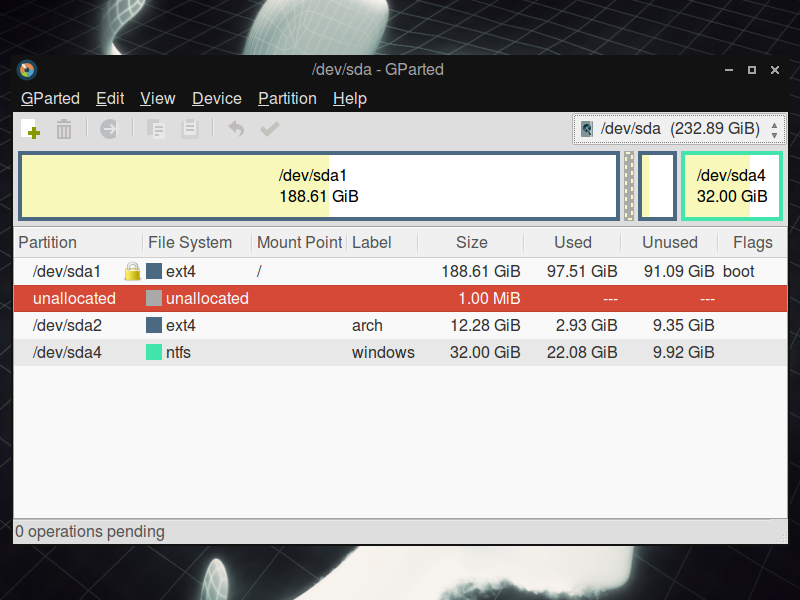 /dev/sda - GParted
GParted Edit View Device Partition Help
/dev/sda (232.89 GiB)
/dev/sda1
188.61 GiB
/dev/sda4
32.00 GiB
Partition File System Mount Point Label Size Used Unused Flags
/dev/sda1 ext4 / 188.61 GiB 97.51 GiB 91.09 GiB boot
unallocated unallocated 1.00 MiB --- ---
/dev/sda2 ext4 arch 12.28 GiB 2.93 GiB 9.35 GiB
/dev/sda4 ntfs windows 32.00 GiB 22.08 GiB 9.92 GiB
0 operations pending